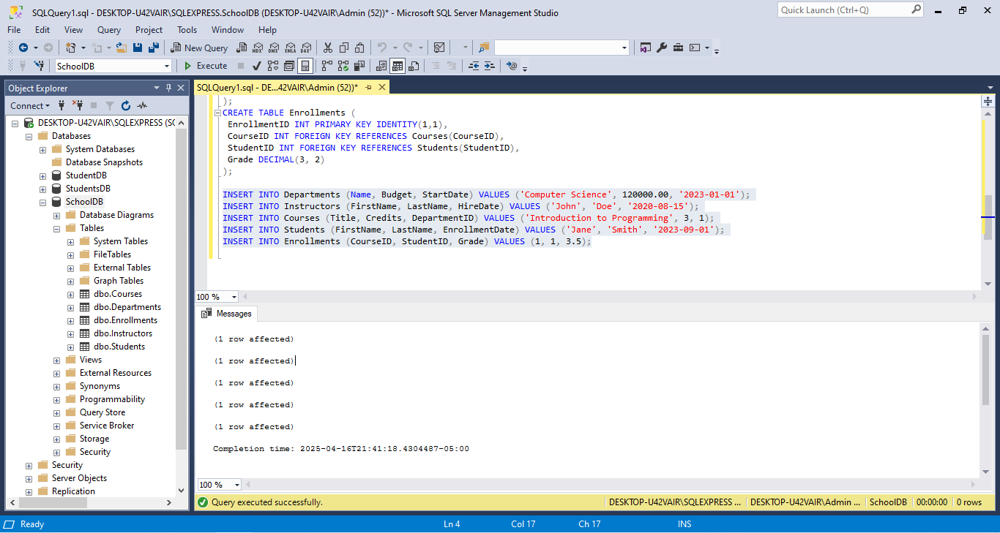 SQLQuery1.sql - DESKTOP-U42VAIR\SQLEXPRESS.SchoolDB (DESKTOP-U42VAIR\Admin (52))* - Microsoft SQL Server Management Studio
Quick Launch (Ctrl+Q)
File Edit View Query Project Tools Window Help
New Query MDX DMX XMLA DAX
SchoolDB Execute
Object Explorer
Connect
DESKTOP-U42VAIR\SQLEXPRESS (SQ
Databases
System Databases
Database Snapshots
StudentDB
StudentsDB
SchoolDB
Database Diagrams
Tables
System Tables
FileTables
External Tables
Graph Tables
dbo.Courses
dbo.Departments
dbo.Enrollments
dbo.Instructors
dbo.Students
Views
External Resources
Synonyms
Programmability
Query Store
Service Broker
Storage
Security
Security
Server Objects
Replication
SQLQuery1.sql - DE...42VAIR\Admin (52))*
);
CREATE TABLE Enrollments (
EnrollmentID INT PRIMARY KEY IDENTITY(1,1),
CourseID INT FOREIGN KEY REFERENCES Courses(CourseID),
StudentID INT FOREIGN KEY REFERENCES Students(StudentID),
Grade DECIMAL(3, 2)
);
INSERT INTO Departments (Name, Budget, StartDate) VALUES ('Computer Science', 120000.00, '2023-01-01');
INSERT INTO Instructors (FirstName, LastName, HireDate) VALUES ('John', 'Doe', '2020-08-15');
INSERT INTO Courses (Title, Credits, DepartmentID) VALUES ('Introduction to Programming', 3, 1);
INSERT INTO Students (FirstName, LastName, EnrollmentDate) VALUES ('Jane', 'Smith', '2023-09-01');
INSERT INTO Enrollments (CourseID, StudentID, Grade) VALUES (1, 1, 3.5);
100 %
Messages
(1 row affected)
(1 row affected)
(1 row affected)
(1 row affected)
(1 row affected)
Completion time: 2025-04-16T21:41:18.4304487-05:00
100 %
Query executed successfully. DESKTOP-U42VAIR\SQLEXPRESS ... DESKTOP-U42VAIR\Admin ... SchoolDB 00:00:00 0 rows
Ready Ln 4 Col 17 Ch 17 INS